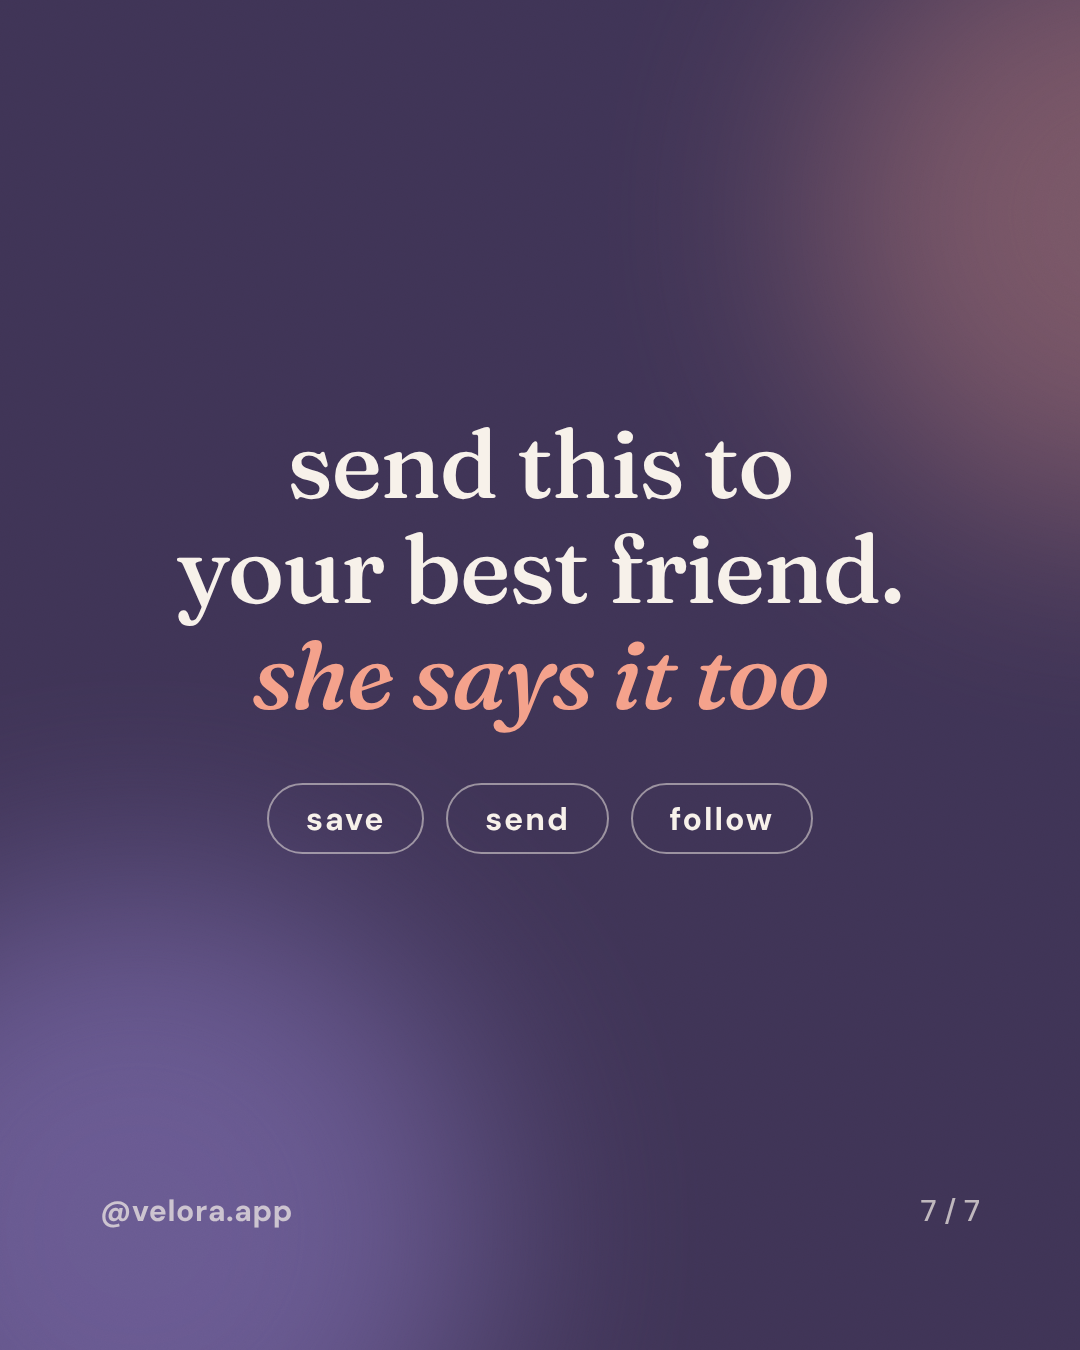 send this to
your best friend.
she says it too
save send follow
@velora.app 7 / 7